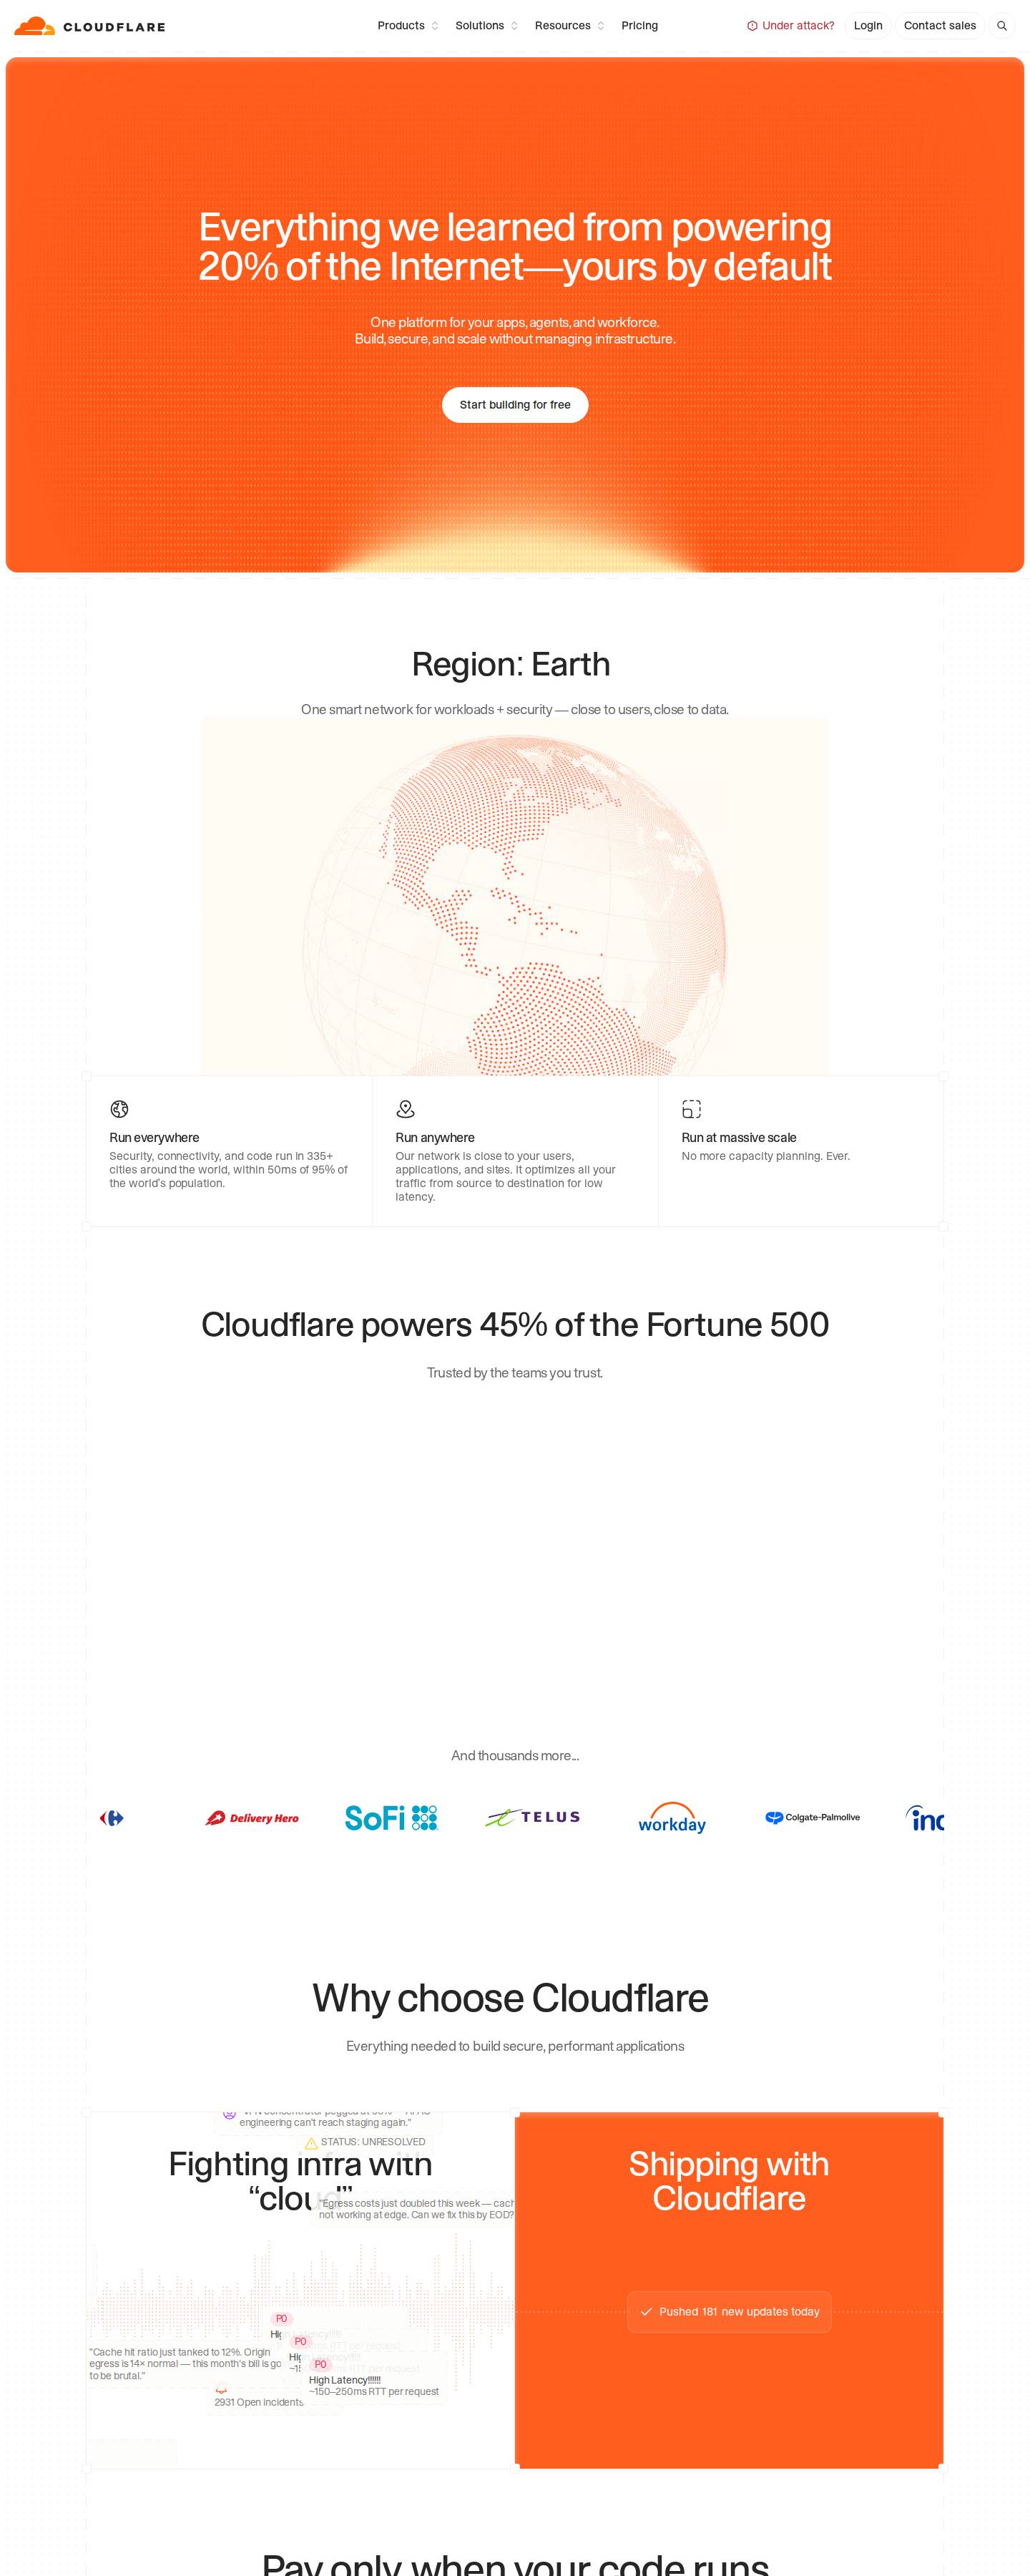 CLOUDFLARE
Products
Solutions
Resources
Pricing
Under attack?
Login
Contact sales
Everything we learned from powering
20% of the Internet—yours by default
One platform for your apps, agents, and workforce.
Build, secure, and scale without managing infrastructure.
Start building for free
Region: Earth
One smart network for workloads + security — close to users, close to data.
Run everywhere
Security, connectivity, and code run in 335+
cities around the world, within 50ms of 95% of
the world's population.
Run anywhere
Our network is close to your users,
applications, and sites. It optimizes all your
traffic from source to destination for low
latency.
Run at massive scale
No more capacity planning. Ever.
Cloudflare powers 45% of the Fortune 500
Trusted by the teams you trust.
And thousands more...
Delivery Hero
SoFi
TELUS
workday
Colgate-Palmolive
Why choose Cloudflare
Everything needed to build secure, performant applications
engineering can't reach staging again."
STATUS: UNRESOLVED
Fighting infra with
“cloud”
"Egress costs just doubled this week — cach
not working at edge. Can we fix this by EOD?
P0
P0
P0
High Latency!!!!!!
~150–250ms RTT per request
"Cache hit ratio just tanked to 12%. Origin
egress is 14× normal — this month's bill is go
to be brutal."
2931 Open incidents
Shipping with
Cloudflare
Pushed 181 new updates today
Pay only when your code runs